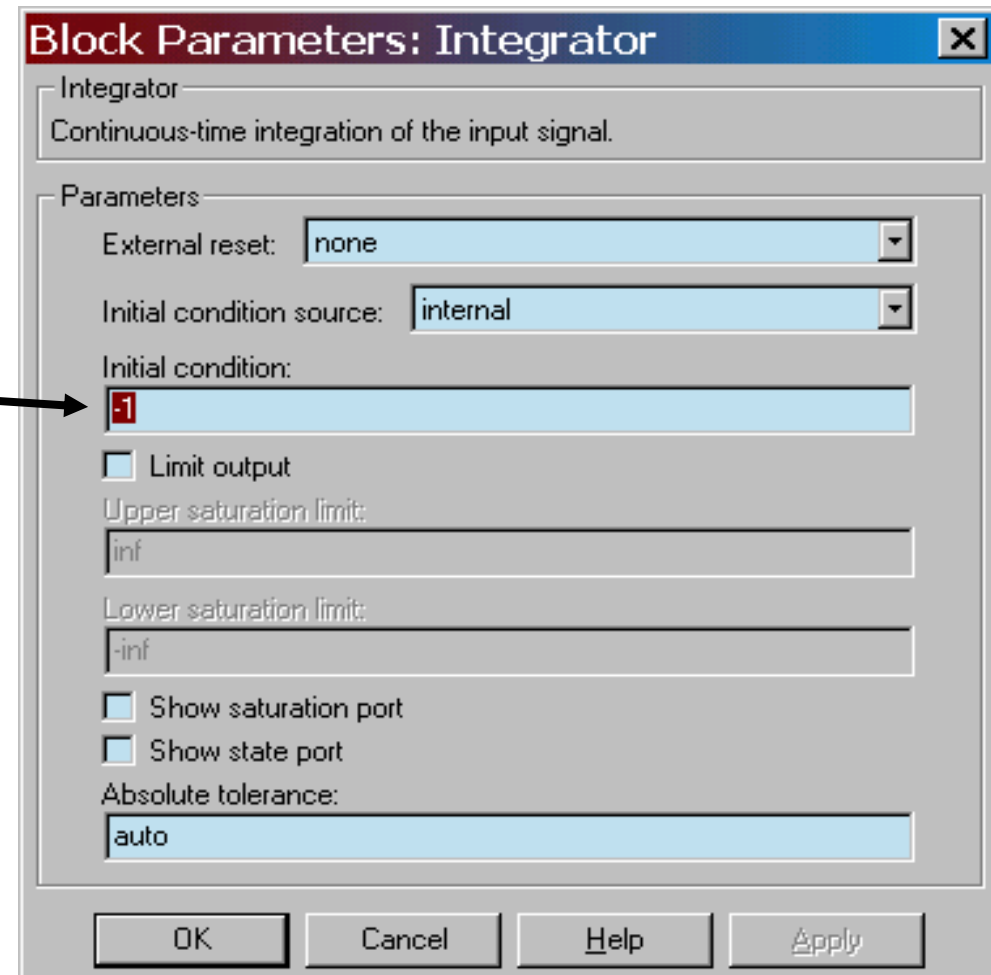 Block Parameters: Integrator
Integrator
Continuous-time integration of the input signal.
Parameters
External reset: none
Initial condition source: internal
Initial condition:
-1
Limit output
Upper saturation limit:
inf
Lower saturation limit:
-inf
Show saturation port
Show state port
Absolute tolerance:
auto
OK Cancel Help Apply